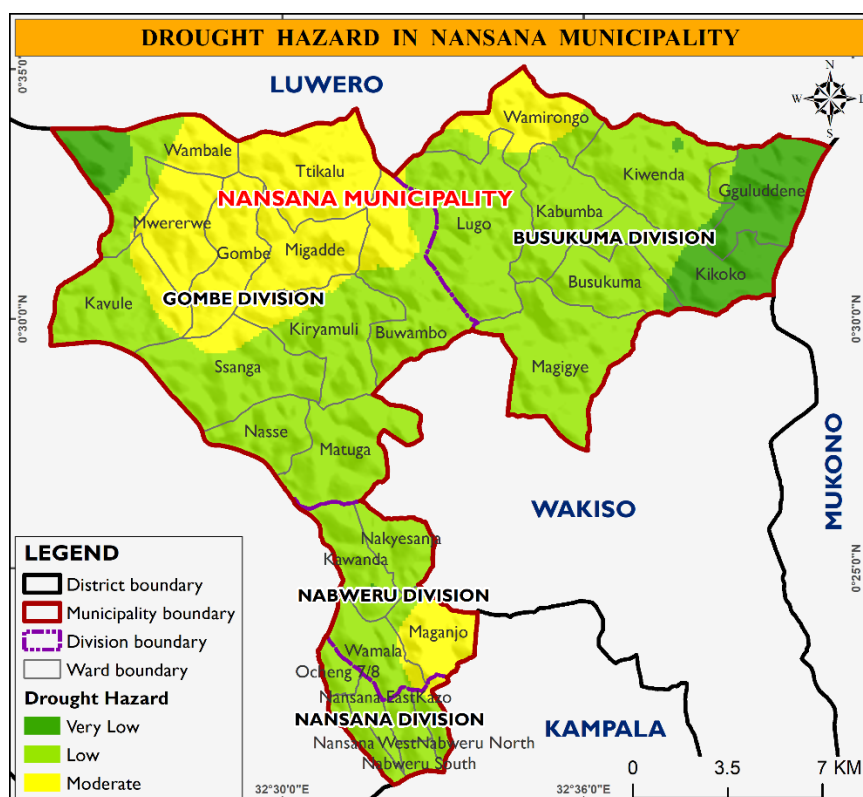 DROUGHT HAZARD IN NANSANA MUNICIPALITY
0°35'0"
LUWERO
N
W
E
S
Wamirongo
Wambale
Ttikalu
Kiwenda
Gguluddene
NANSANA MUNICIPALITY
Mwererwe
Lugo
Kabumba
Gombe
Migadde
BUSUKUMA DIVISION
Kikoko
Busukuma
Kavule
GOMBE DIVISION
0°30'0"N
0°30'0"N
Kiryamuli
Buwambo
Ssanga
Magigye
Nasse
Matuga
MUKONO
WAKISO
Nakyesanja
Kawanda
0°25'0"N
NABWERU DIVISION
Maganjo
Wamala
Ocheng 7/8
Nansana East
Kazo
NANSANA DIVISION
Nansana West
Nabweru North
Nabweru South
KAMPALA
LEGEND
District boundary
Municipality boundary
Division boundary
Ward boundary
Drought Hazard
Very Low
Low
Moderate
0 3.5 7 KM
32°30'0"E
32°36'0"E